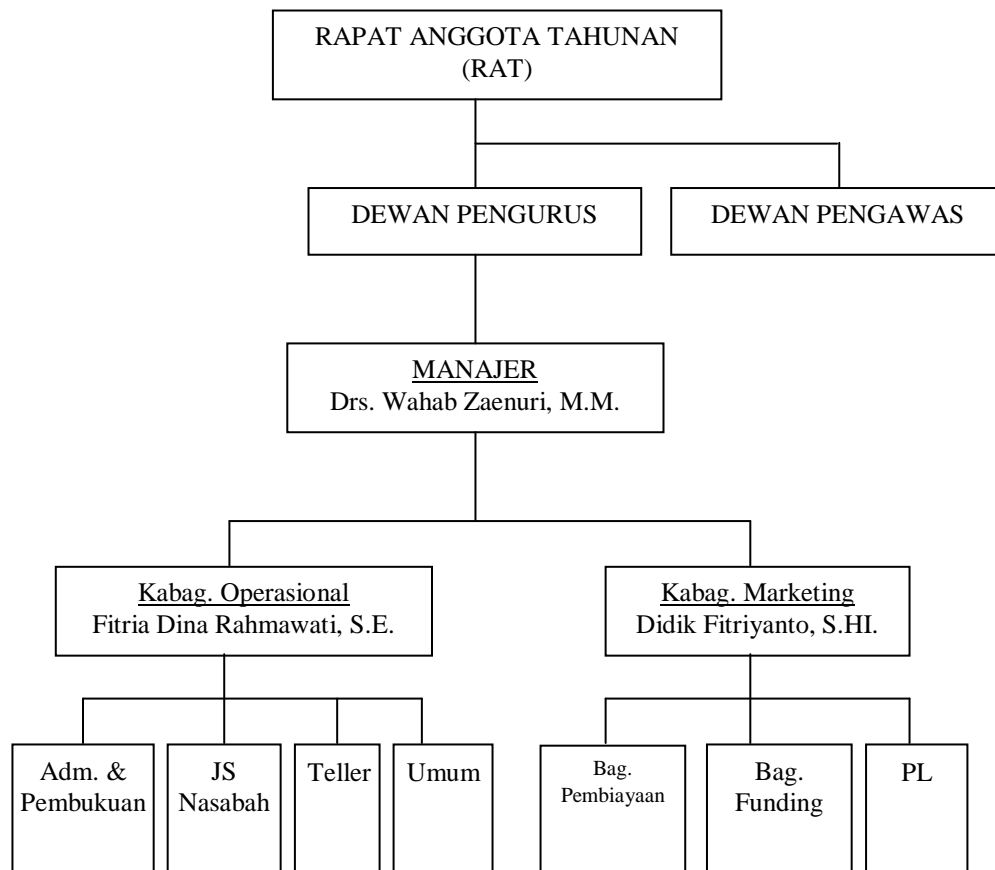 RAPAT ANGGOTA TAHUNAN
(RAT)
DEWAN PENGURUS
DEWAN PENGAWAS
MANAJER
Drs. Wahab Zaenuri, M.M.
Kabag. Operasional
Fitria Dina Rahmawati, S.E.
Kabag. Marketing
Didik Fitriyanto, S.HI.
Adm. &
Pembukuan
JS
Nasabah
Teller
Umum
Bag.
Pembiayaan
Bag.
Funding
PL